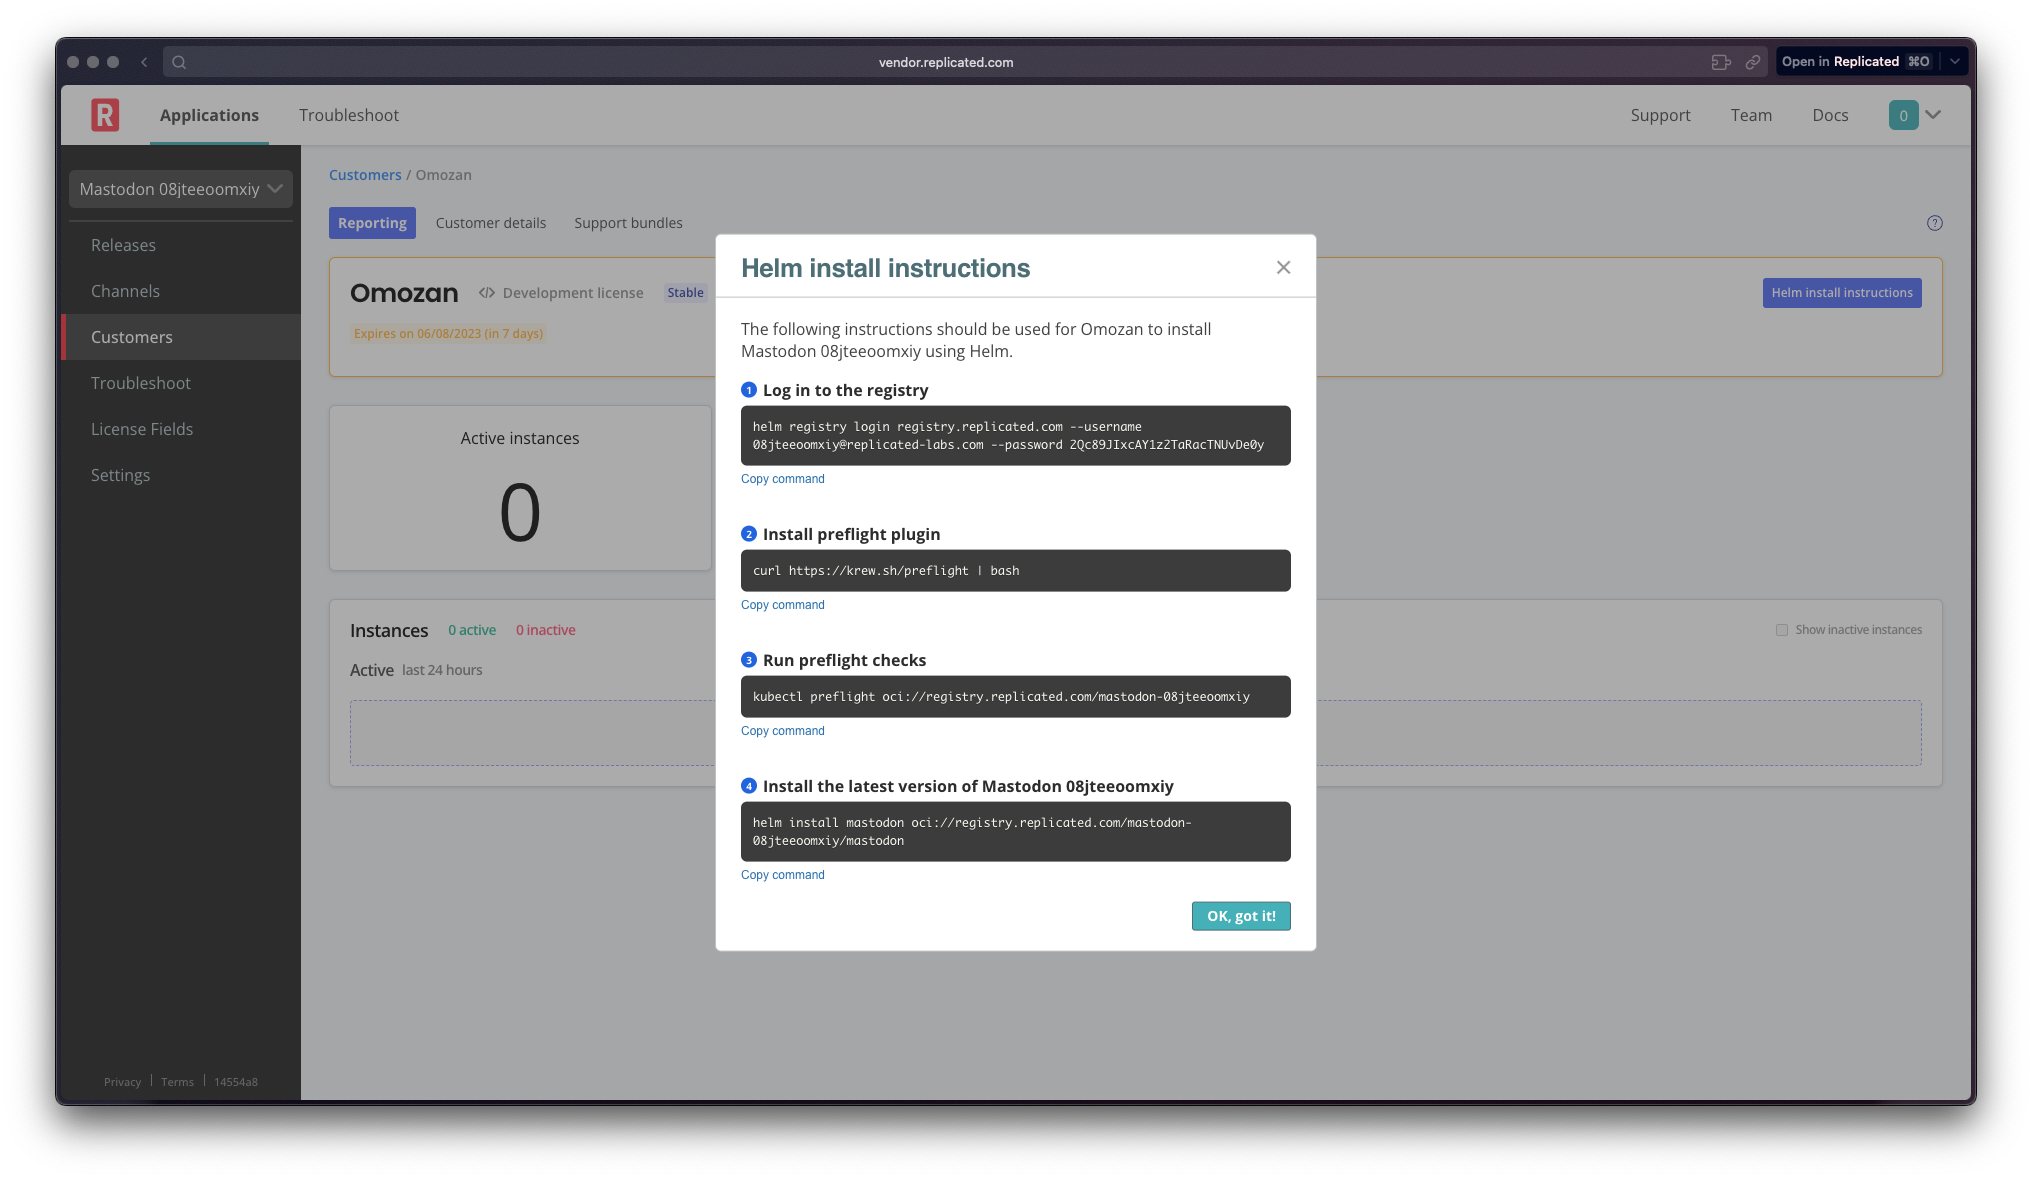 vendor.replicated.com
Open in Replicated ⌘O
R
Applications
Troubleshoot
Support
Team
Docs
0
Mastodon 08jteeoomxiy
Releases
Channels
Customers
Troubleshoot
License Fields
Settings
Privacy | Terms | 14554a8
Customers / Omozan
Reporting
Customer details
Support bundles
?
Omozan </> Development license Stable
Helm install instructions
Expires on 06/08/2023 (in 7 days)
Active instances
0
Instances 0 active 0 inactive
Show inactive instances
Active last 24 hours
Helm install instructions
The following instructions should be used for Omozan to install
Mastodon 08jteeoomxiy using Helm.
1 Log in to the registry
helm registry login registry.replicated.com --username
08jteeoomxiy@replicated-labs.com --password 2Qc89JIxcAY1z2TaRacTNUvDe0y
Copy command
2 Install preflight plugin
curl https://krew.sh/preflight | bash
Copy command
3 Run preflight checks
kubectl preflight oci://registry.replicated.com/mastodon-08jteeoomxiy
Copy command
4 Install the latest version of Mastodon 08jteeoomxiy
helm install mastodon oci://registry.replicated.com/mastodon-
08jteeoomxiy/mastodon
Copy command
OK, got it!